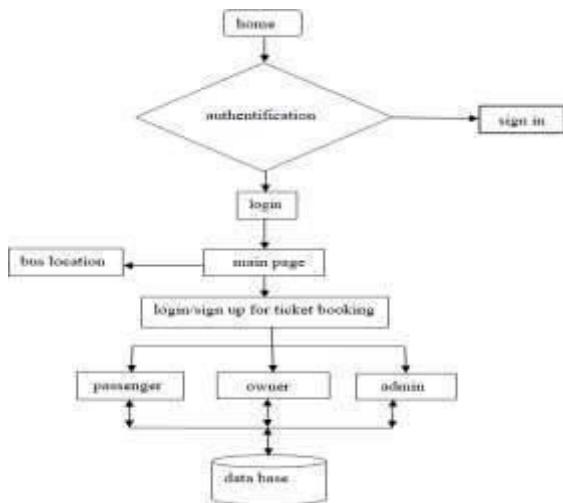 home
authentification
sign in
login
bus location
main page
login/sign up for ticket booking
passenger
owner
admin
data base